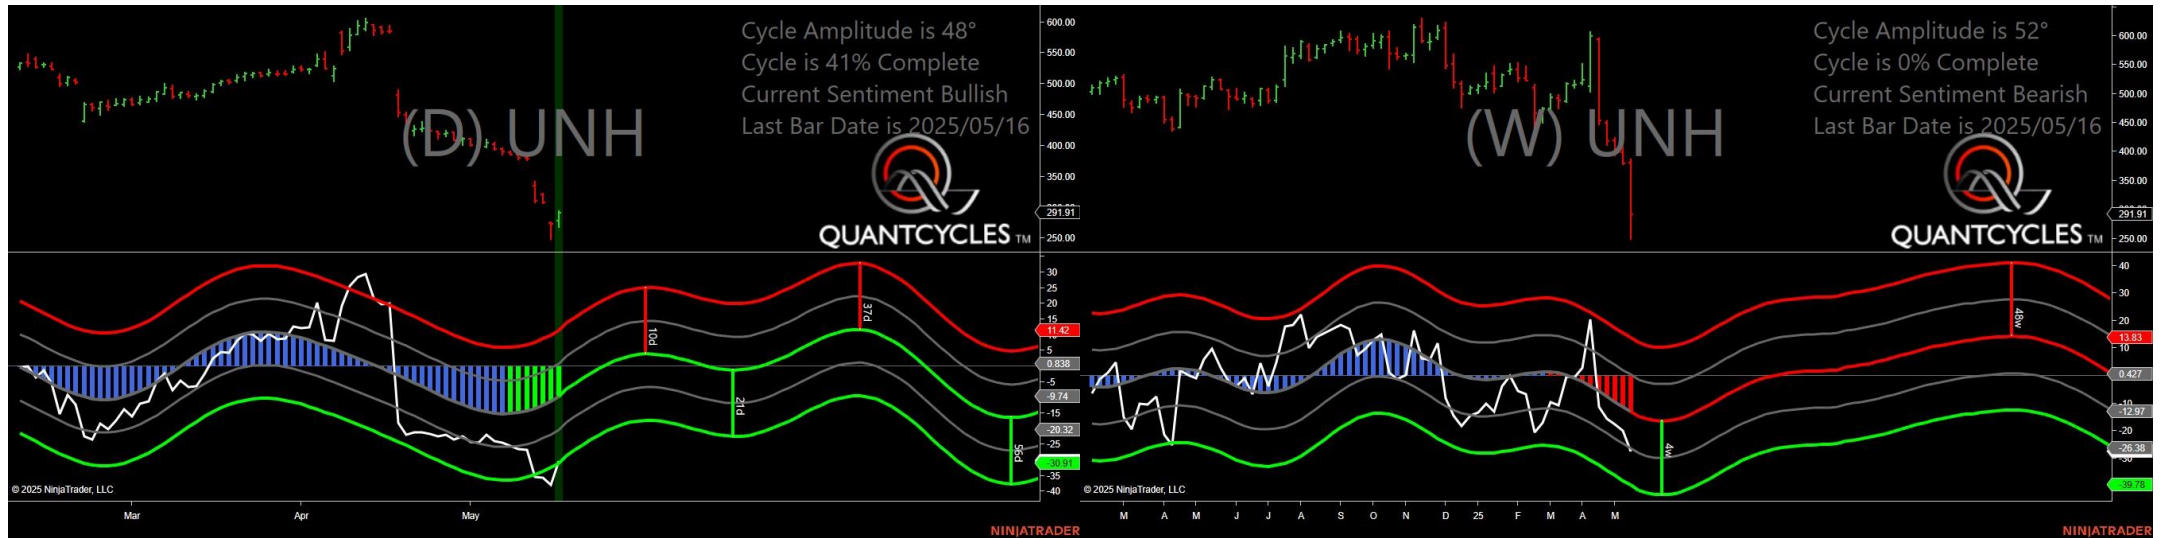 Cycle Amplitude is 48°
Cycle is 41% Complete
Current Sentiment Bullish
Last Bar Date is 2025/05/16
(D) UNH
QUANTCYCLES TM
600.00
550.00
500.00
450.00
400.00
350.00
291.91
250.00
10d
21d
37d
56d
30
25
20
15
11.42
5
0.838
-5
-9.74
-15
-20.32
-25
-30.91
-35
-40
© 2025 NinjaTrader, LLC
Mar Apr May
NINJATRADER
Cycle Amplitude is 52°
Cycle is 0% Complete
Current Sentiment Bearish
Last Bar Date is 2025/05/16
(W) UNH
QUANTCYCLES TM
600.00
550.00
500.00
450.00
400.00
350.00
291.91
250.00
4w
48w
40
30
20
13.83
10
0.427
-10
-12.97
-20
-26.38
-30
-39.78
© 2025 NinjaTrader, LLC
M A M J J A S O N D 25 F M A M
NINJATRADER